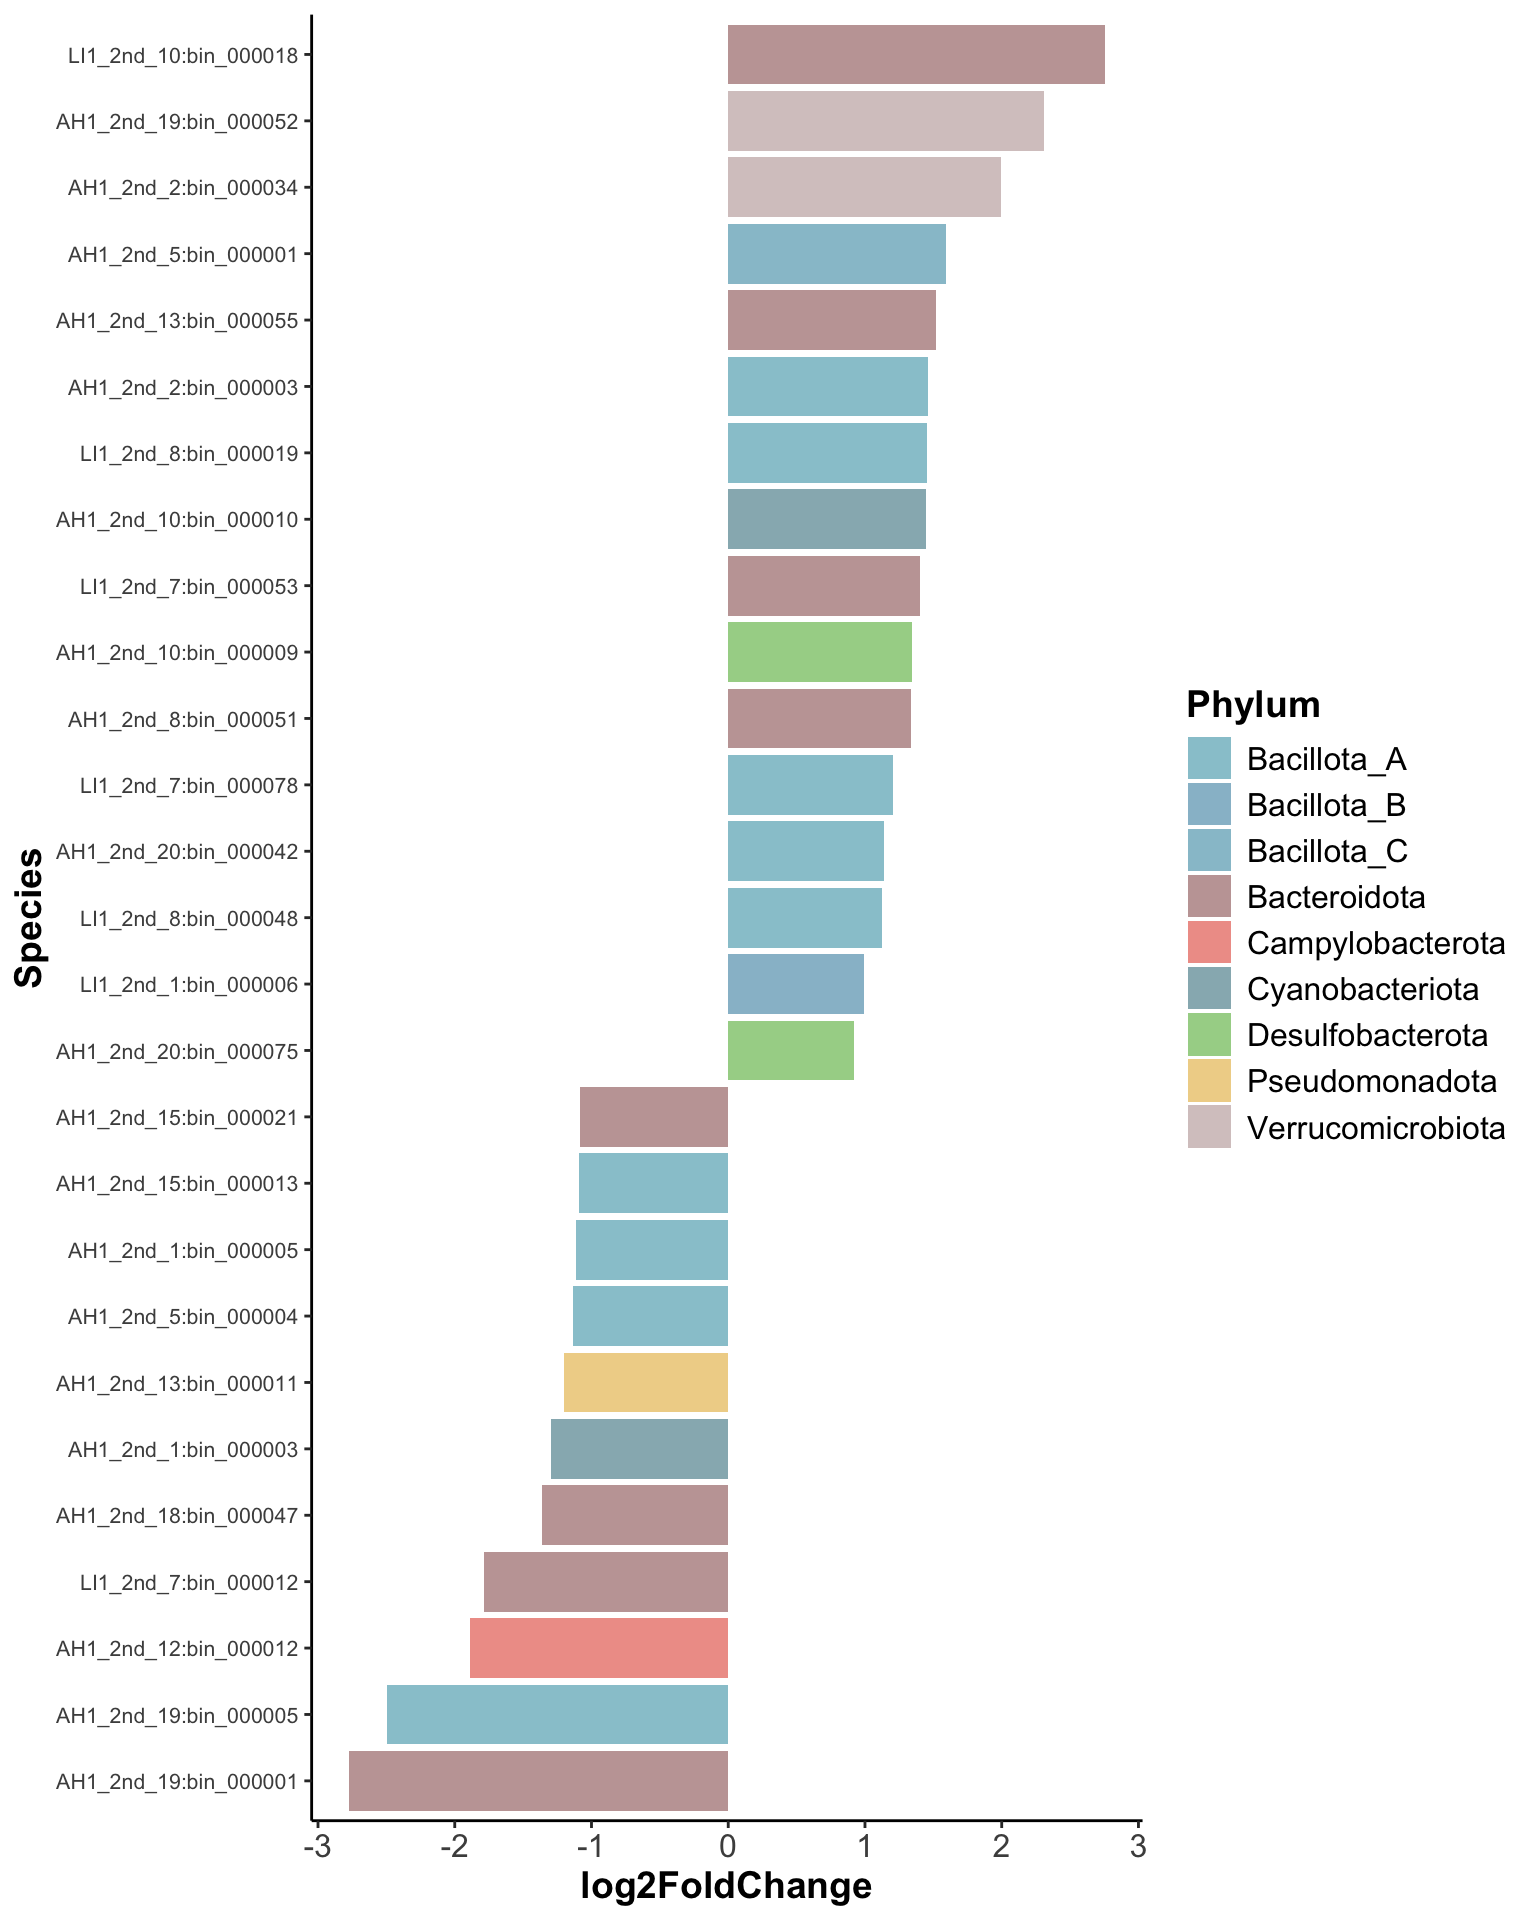 LI1_2nd_10:bin_000018
AH1_2nd_19:bin_000052
AH1_2nd_2:bin_000034
AH1_2nd_5:bin_000001
AH1_2nd_13:bin_000055
AH1_2nd_2:bin_000003
LI1_2nd_8:bin_000019
AH1_2nd_10:bin_000010
LI1_2nd_7:bin_000053
AH1_2nd_10:bin_000009
AH1_2nd_8:bin_000051
LI1_2nd_7:bin_000078
AH1_2nd_20:bin_000042
LI1_2nd_8:bin_000048
LI1_2nd_1:bin_000006
AH1_2nd_20:bin_000075
AH1_2nd_15:bin_000021
AH1_2nd_15:bin_000013
AH1_2nd_1:bin_000005
AH1_2nd_5:bin_000004
AH1_2nd_13:bin_000011
AH1_2nd_1:bin_000003
AH1_2nd_18:bin_000047
LI1_2nd_7:bin_000012
AH1_2nd_12:bin_000012
AH1_2nd_19:bin_000005
AH1_2nd_19:bin_000001
Species
-3 -2 -1 0 1 2 3
log2FoldChange
Phylum
Bacillota_A
Bacillota_B
Bacillota_C
Bacteroidota
Campylobacterota
Cyanobacteriota
Desulfobacterota
Pseudomonadota
Verrucomicrobiota